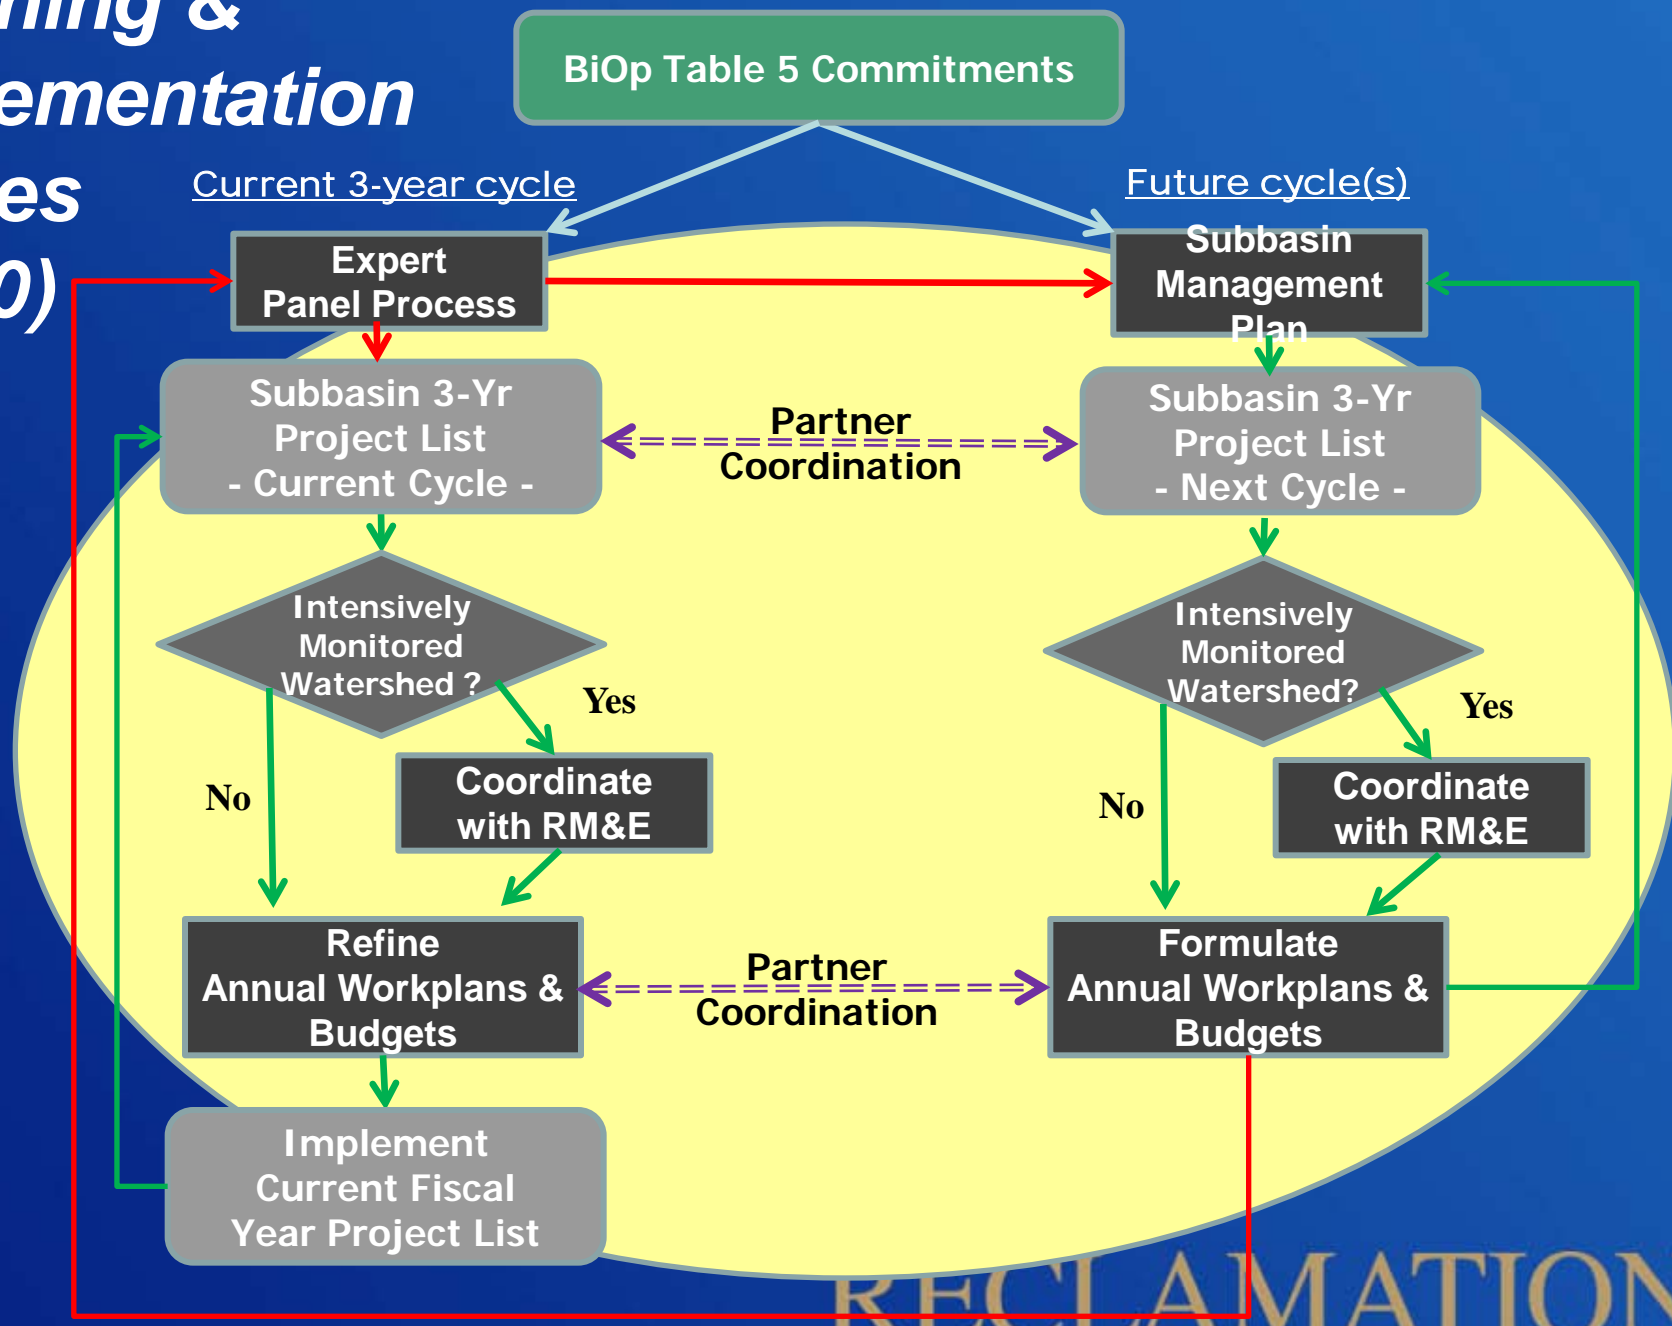 &
BiOp Table 5 Commitments
Current 3-year cycle
Future cycle(s)
Expert
Panel Process
Subbasin
Management
Plan
Subbasin 3-Yr
Project List
- Current Cycle -
Partner
Coordination
Subbasin 3-Yr
Project List
- Next Cycle -
Intensively
Monitored
Watershed ?
Yes
No
Coordinate
with RM&E
Intensively
Monitored
Watershed?
Yes
No
Coordinate
with RM&E
Refine
Annual Workplans &
Budgets
Partner
Coordination
Formulate
Annual Workplans &
Budgets
Implement
Current Fiscal
Year Project List
RECLAMATION